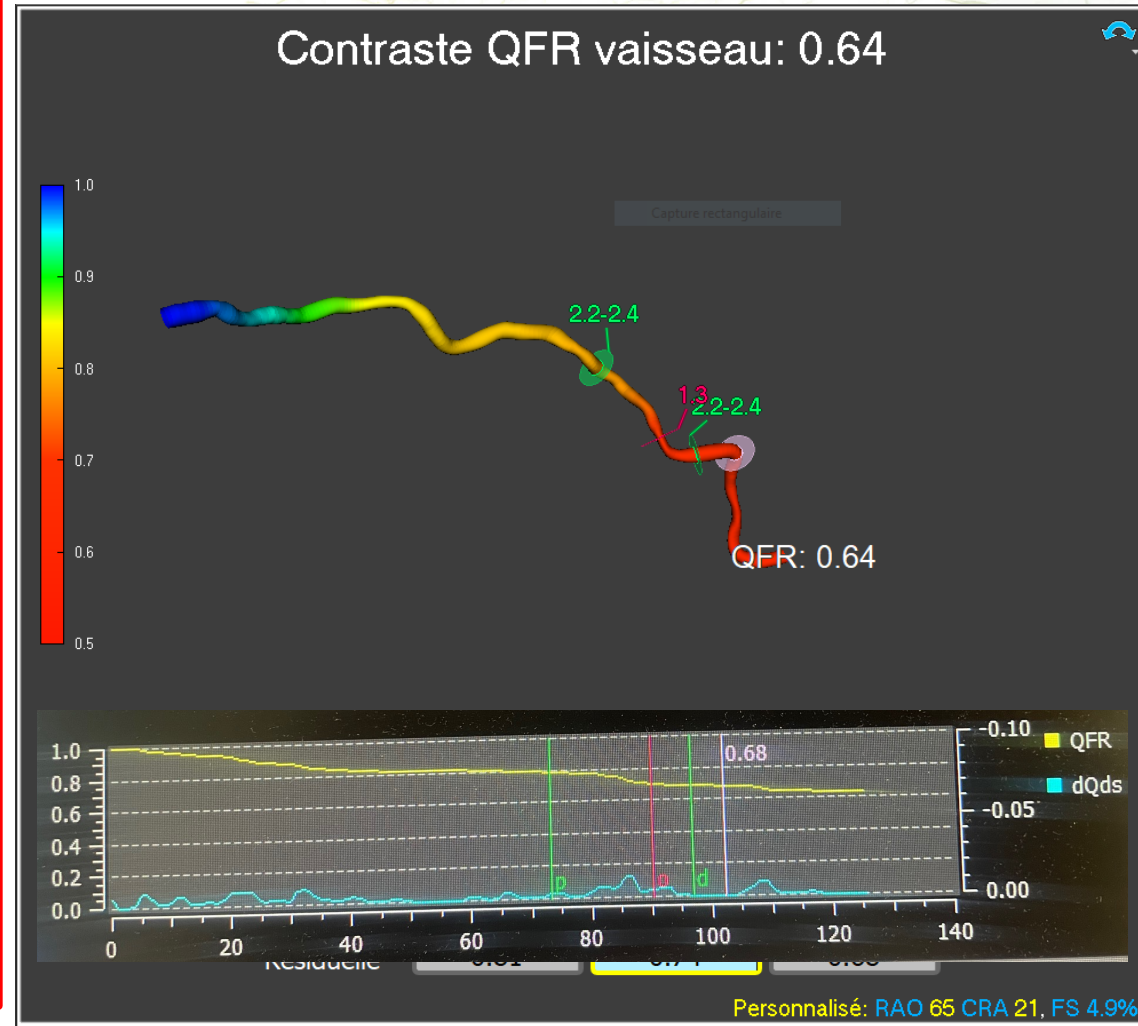 Contraste QFR vaisseau: 0.64
1.0
Capture rectangulaire
0.9
2.2-2.4
0.8
1.3
2.2-2.4
0.7
0.6
QFR: 0.64
0.5
-0.10
1.0
0.68
QFR
0.8
dQds
0.6
-0.05
0.4
0.2
p
d
0.00
0.0
0 20 40 60 80 100 120 140
Résiduelle
Personnalisé: RAO 65 CRA 21, FS 4.9%